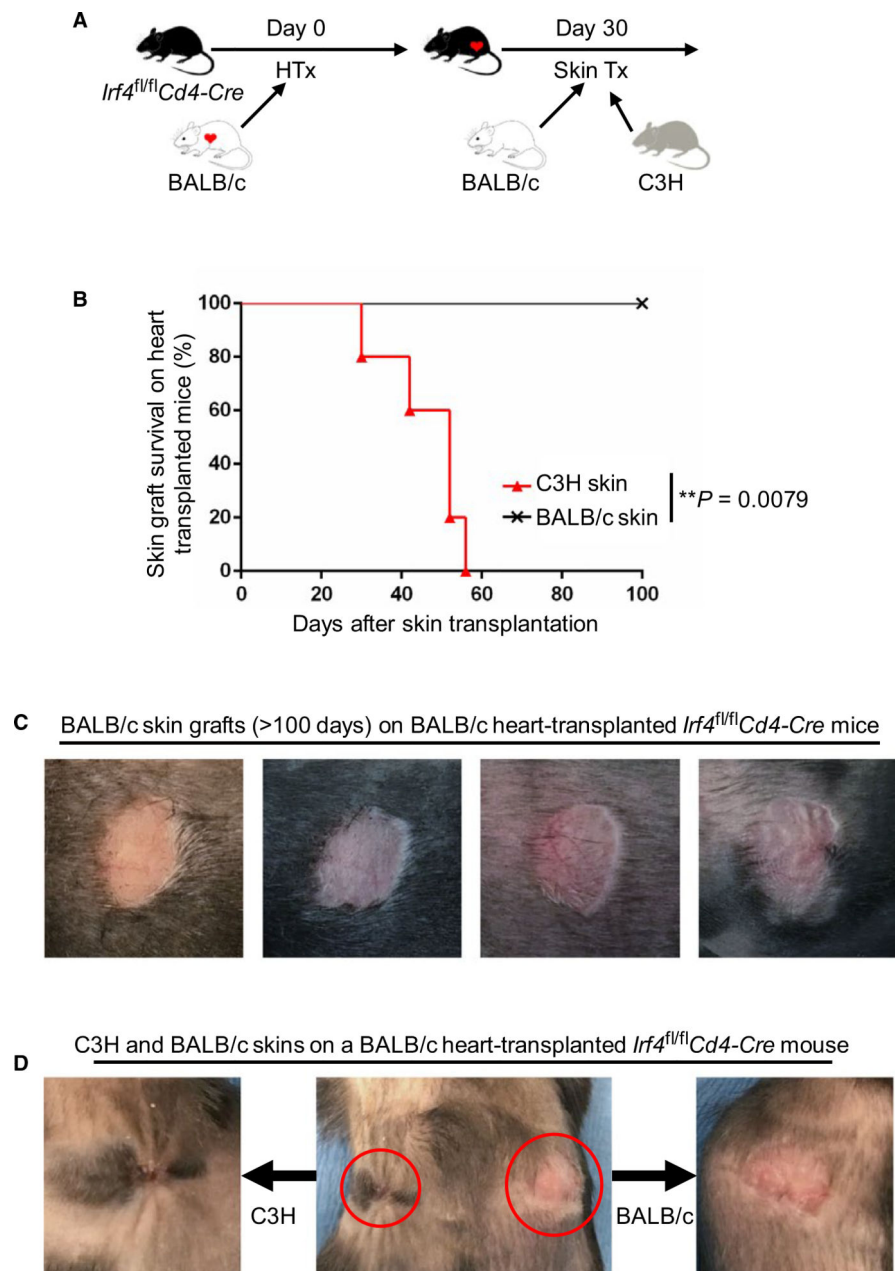 A
Day 0
Day 30
HTx
Skin Tx
Irf4fl/flCd4-Cre
BALB/c
BALB/c
C3H
B
Skin graft survival on heart
transplanted mice (%)
100
80
60
40
20
0
C3H skin
BALB/c skin
**P = 0.0079
0 20 40 60 80 100
Days after skin transplantation
C
BALB/c skin grafts (>100 days) on BALB/c heart-transplanted Irf4fl/flCd4-Cre mice
C3H and BALB/c skins on a BALB/c heart-transplanted Irf4fl/flCd4-Cre mouse
D
C3H
BALB/c